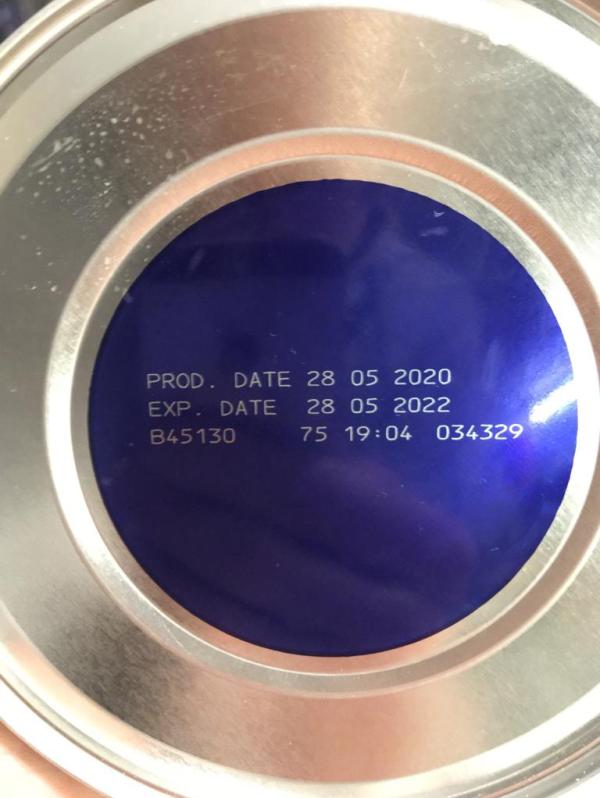 PROD. DATE 28 05 2020
EXP. DATE 28 05 2022
B45130 75 19:04 034329